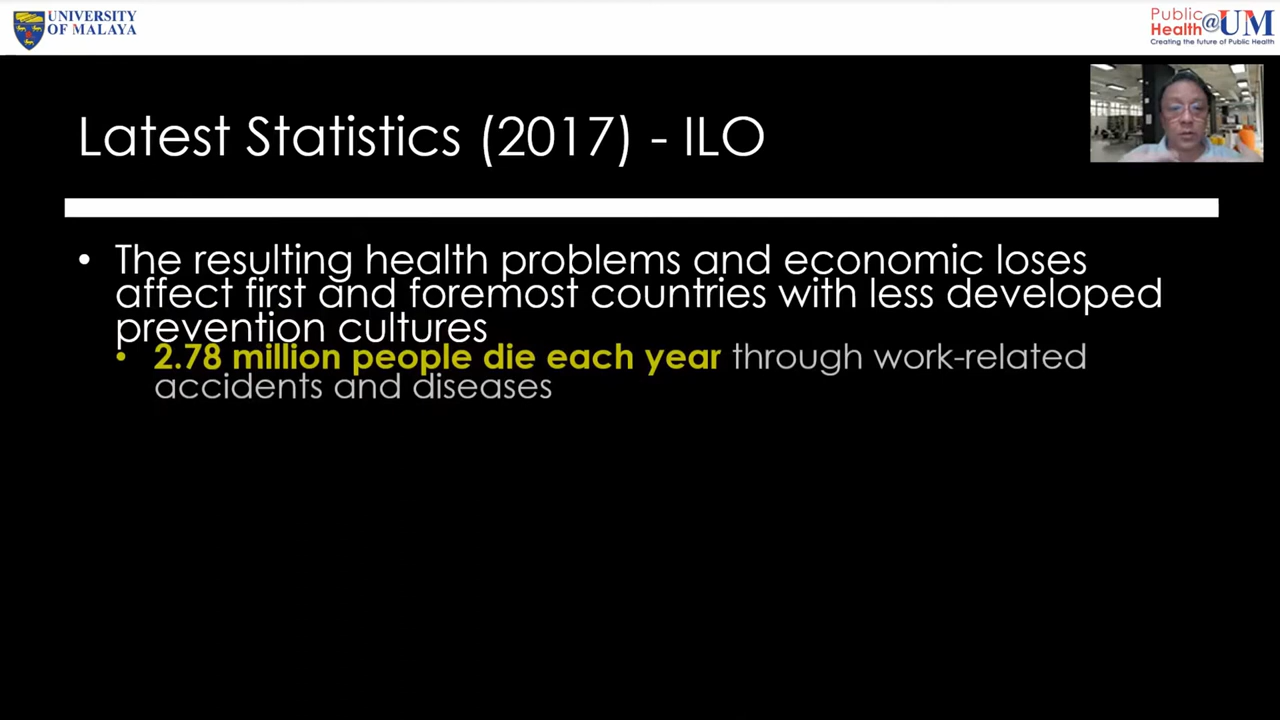 UNIVERSITY
OF MALAYA
Public
Health@UM
Creating the future of Public Health
Latest Statistics (2017) - ILO
• The resulting health problems and economic loses
affect first and foremost countries with less developed
prevention cultures
• 2.78 million people die each year through work-related
accidents and diseases